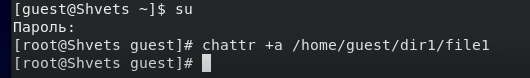 [guest@Shvets ~]$ su
Пароль:
[root@Shvets guest]# chattr +a /home/guest/dir1/file1
[root@Shvets guest]#